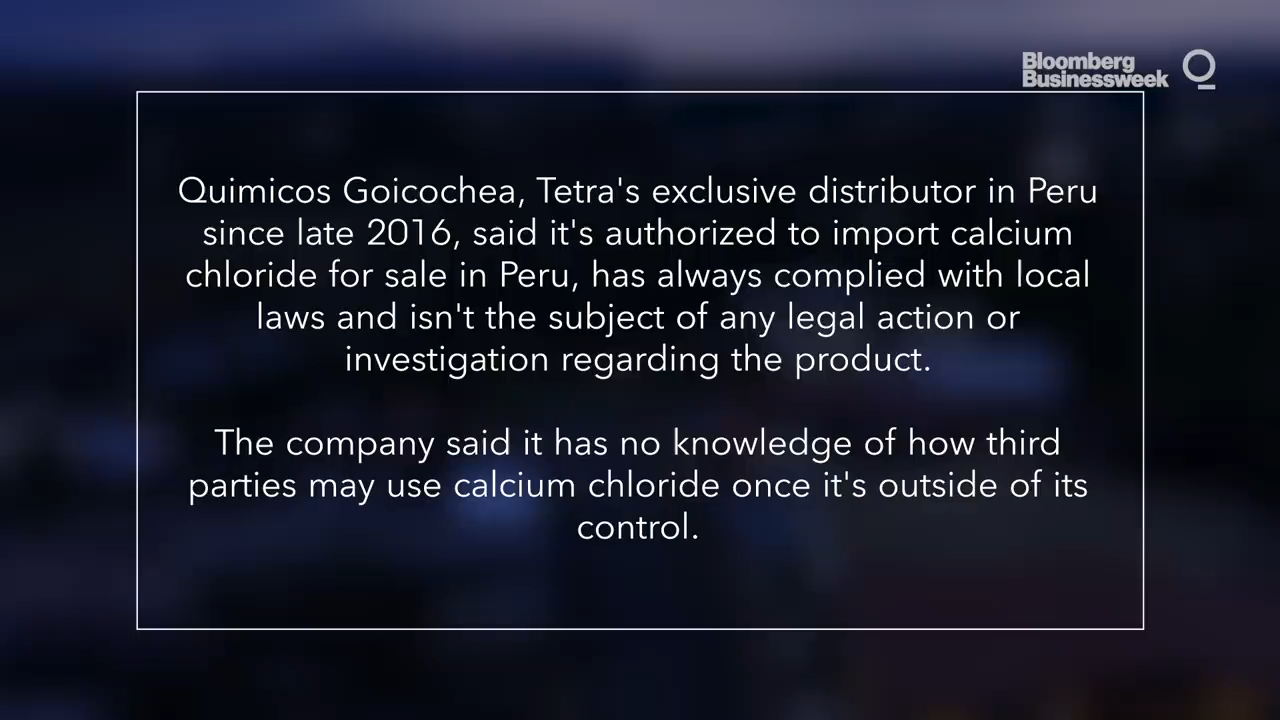 Bloomberg
Businessweek
Quimicos Goicochea, Tetra's exclusive distributor in Peru
since late 2016, said it's authorized to import calcium
chloride for sale in Peru, has always complied with local
laws and isn't the subject of any legal action or
investigation regarding the product.
The company said it has no knowledge of how third
parties may use calcium chloride once it's outside of its
control.